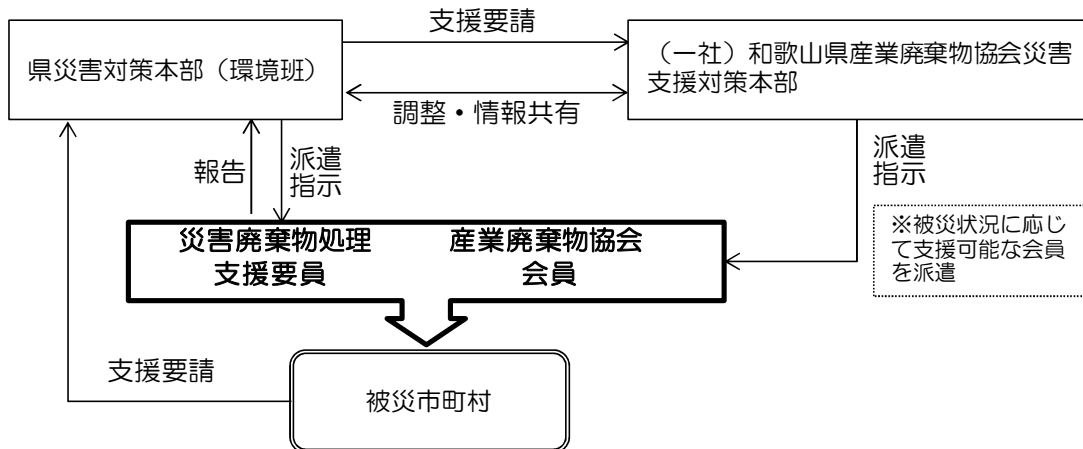 支援要請
県災害対策本部（環境班）
（一社）和歌山県産業廃棄物協会災害
支援対策本部
調整・情報共有
報告
派遣
指示
派遣
指示
災害廃棄物処理
支援要員
産業廃棄物協会
会員
※被災状況に応じ
て支援可能な会員
を派遣
支援要請
被災市町村